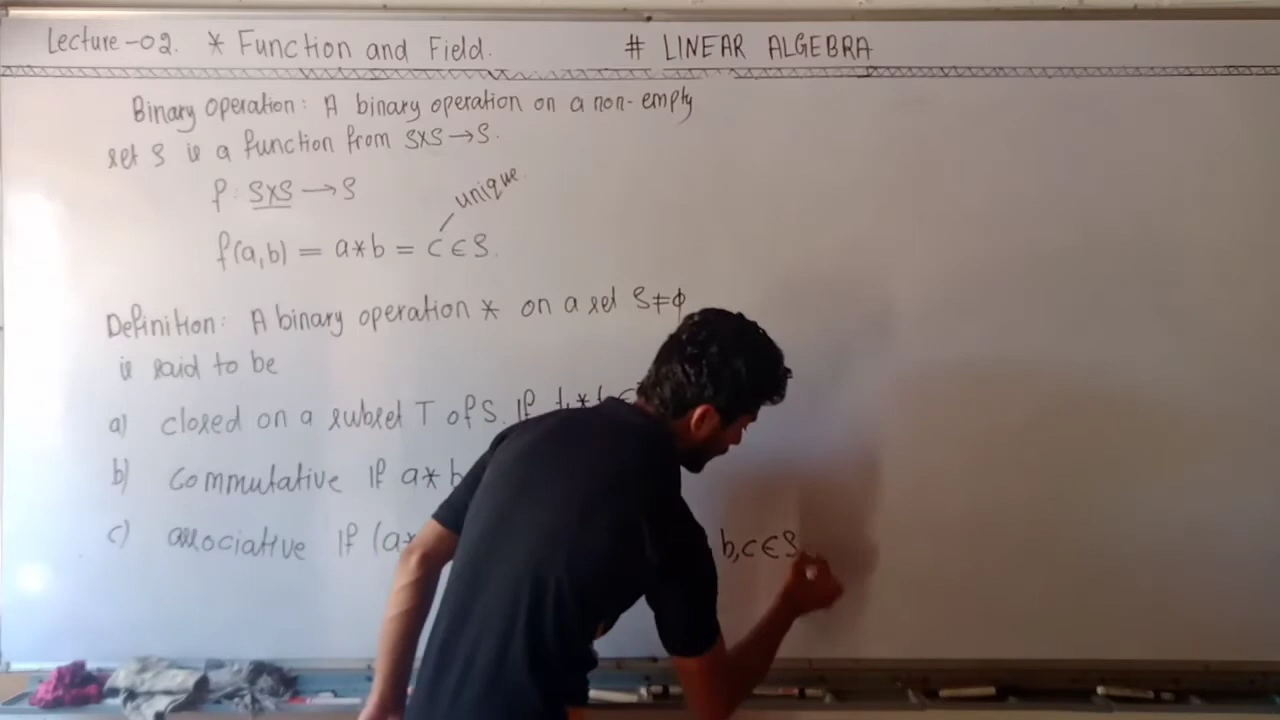 Lecture-02. * Function and Field. # LINEAR ALGEBRA
Binary operation: A binary operation on a non-empty
set S is a function from S×S → S.
f: S×S → S
unique
f(a,b) = a*b = c ∈ S.
Definition: A binary operation * on a set S≠ϕ
is said to be
a) closed on a subset T of S. If
b) commutative if a * b
c) associative if (a* b,c ∈ S